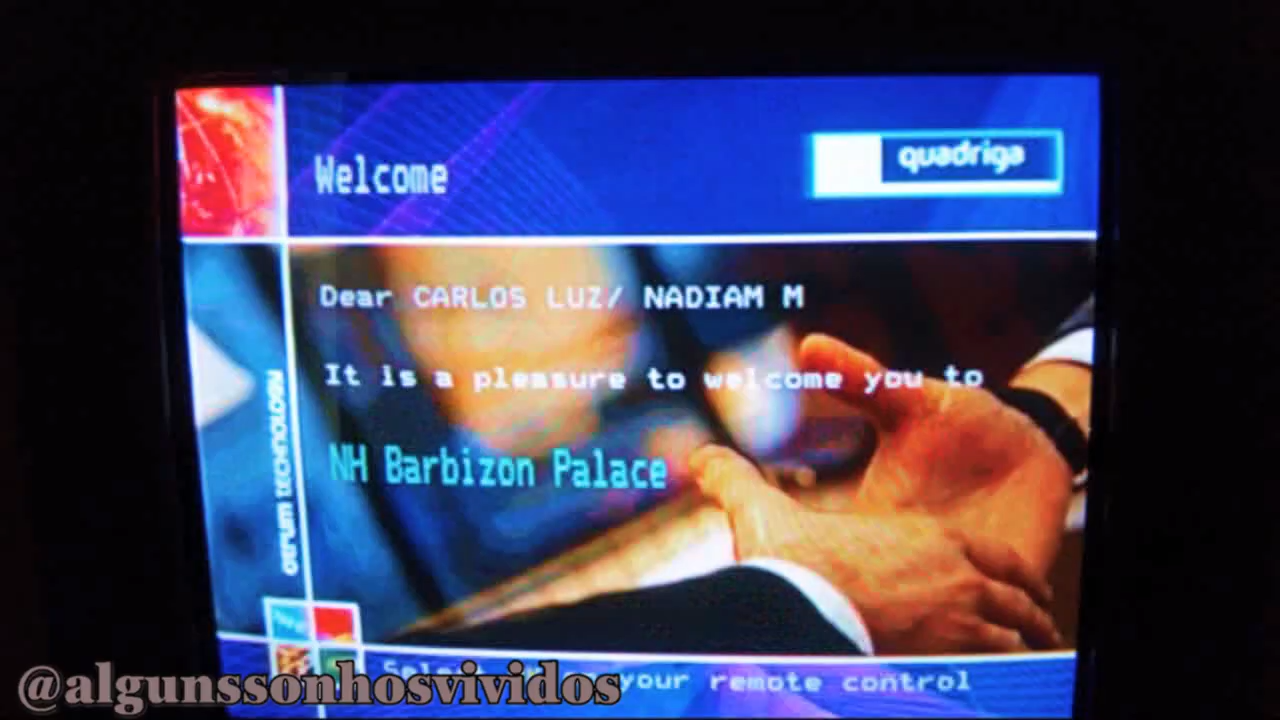 Welcome
quadriga
Dear CARLOS LUZ/ NADIAM M
It is a pleasure to welcome you to
NH Barbizon Palace
TECHNOLOGY
your remote control
@algunssonhosvividos